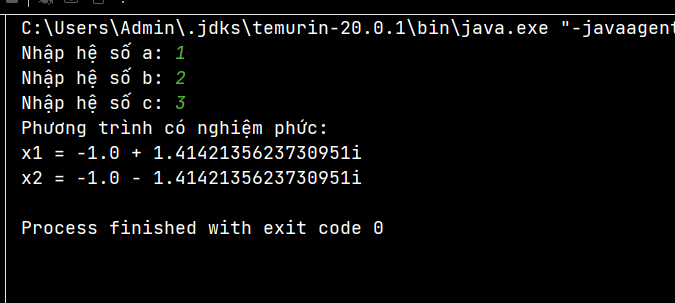 C:\Users\Admin\.jdks\temurin-20.0.1\bin\java.exe "-javaagent
Nhập hệ số a: 1
Nhập hệ số b: 2
Nhập hệ số c: 3
Phương trình có nghiệm phức:
x1 = -1.0 + 1.4142135623730951i
x2 = -1.0 - 1.4142135623730951i
Process finished with exit code 0